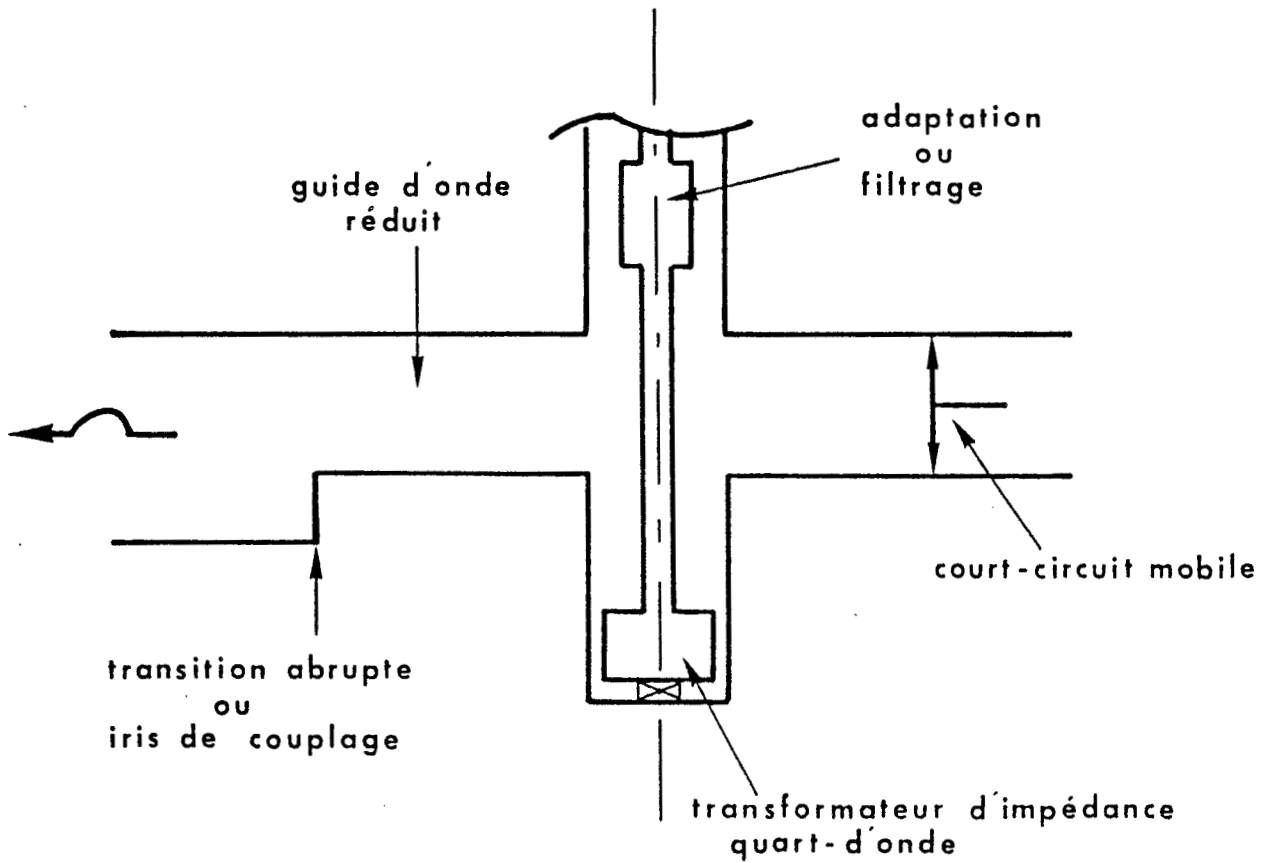 adaptation
ou
filtrage
guide d'onde
réduit
court-circuit mobile
transition abrupte
ou
iris de couplage
transformateur d'impédance
quart-d'onde